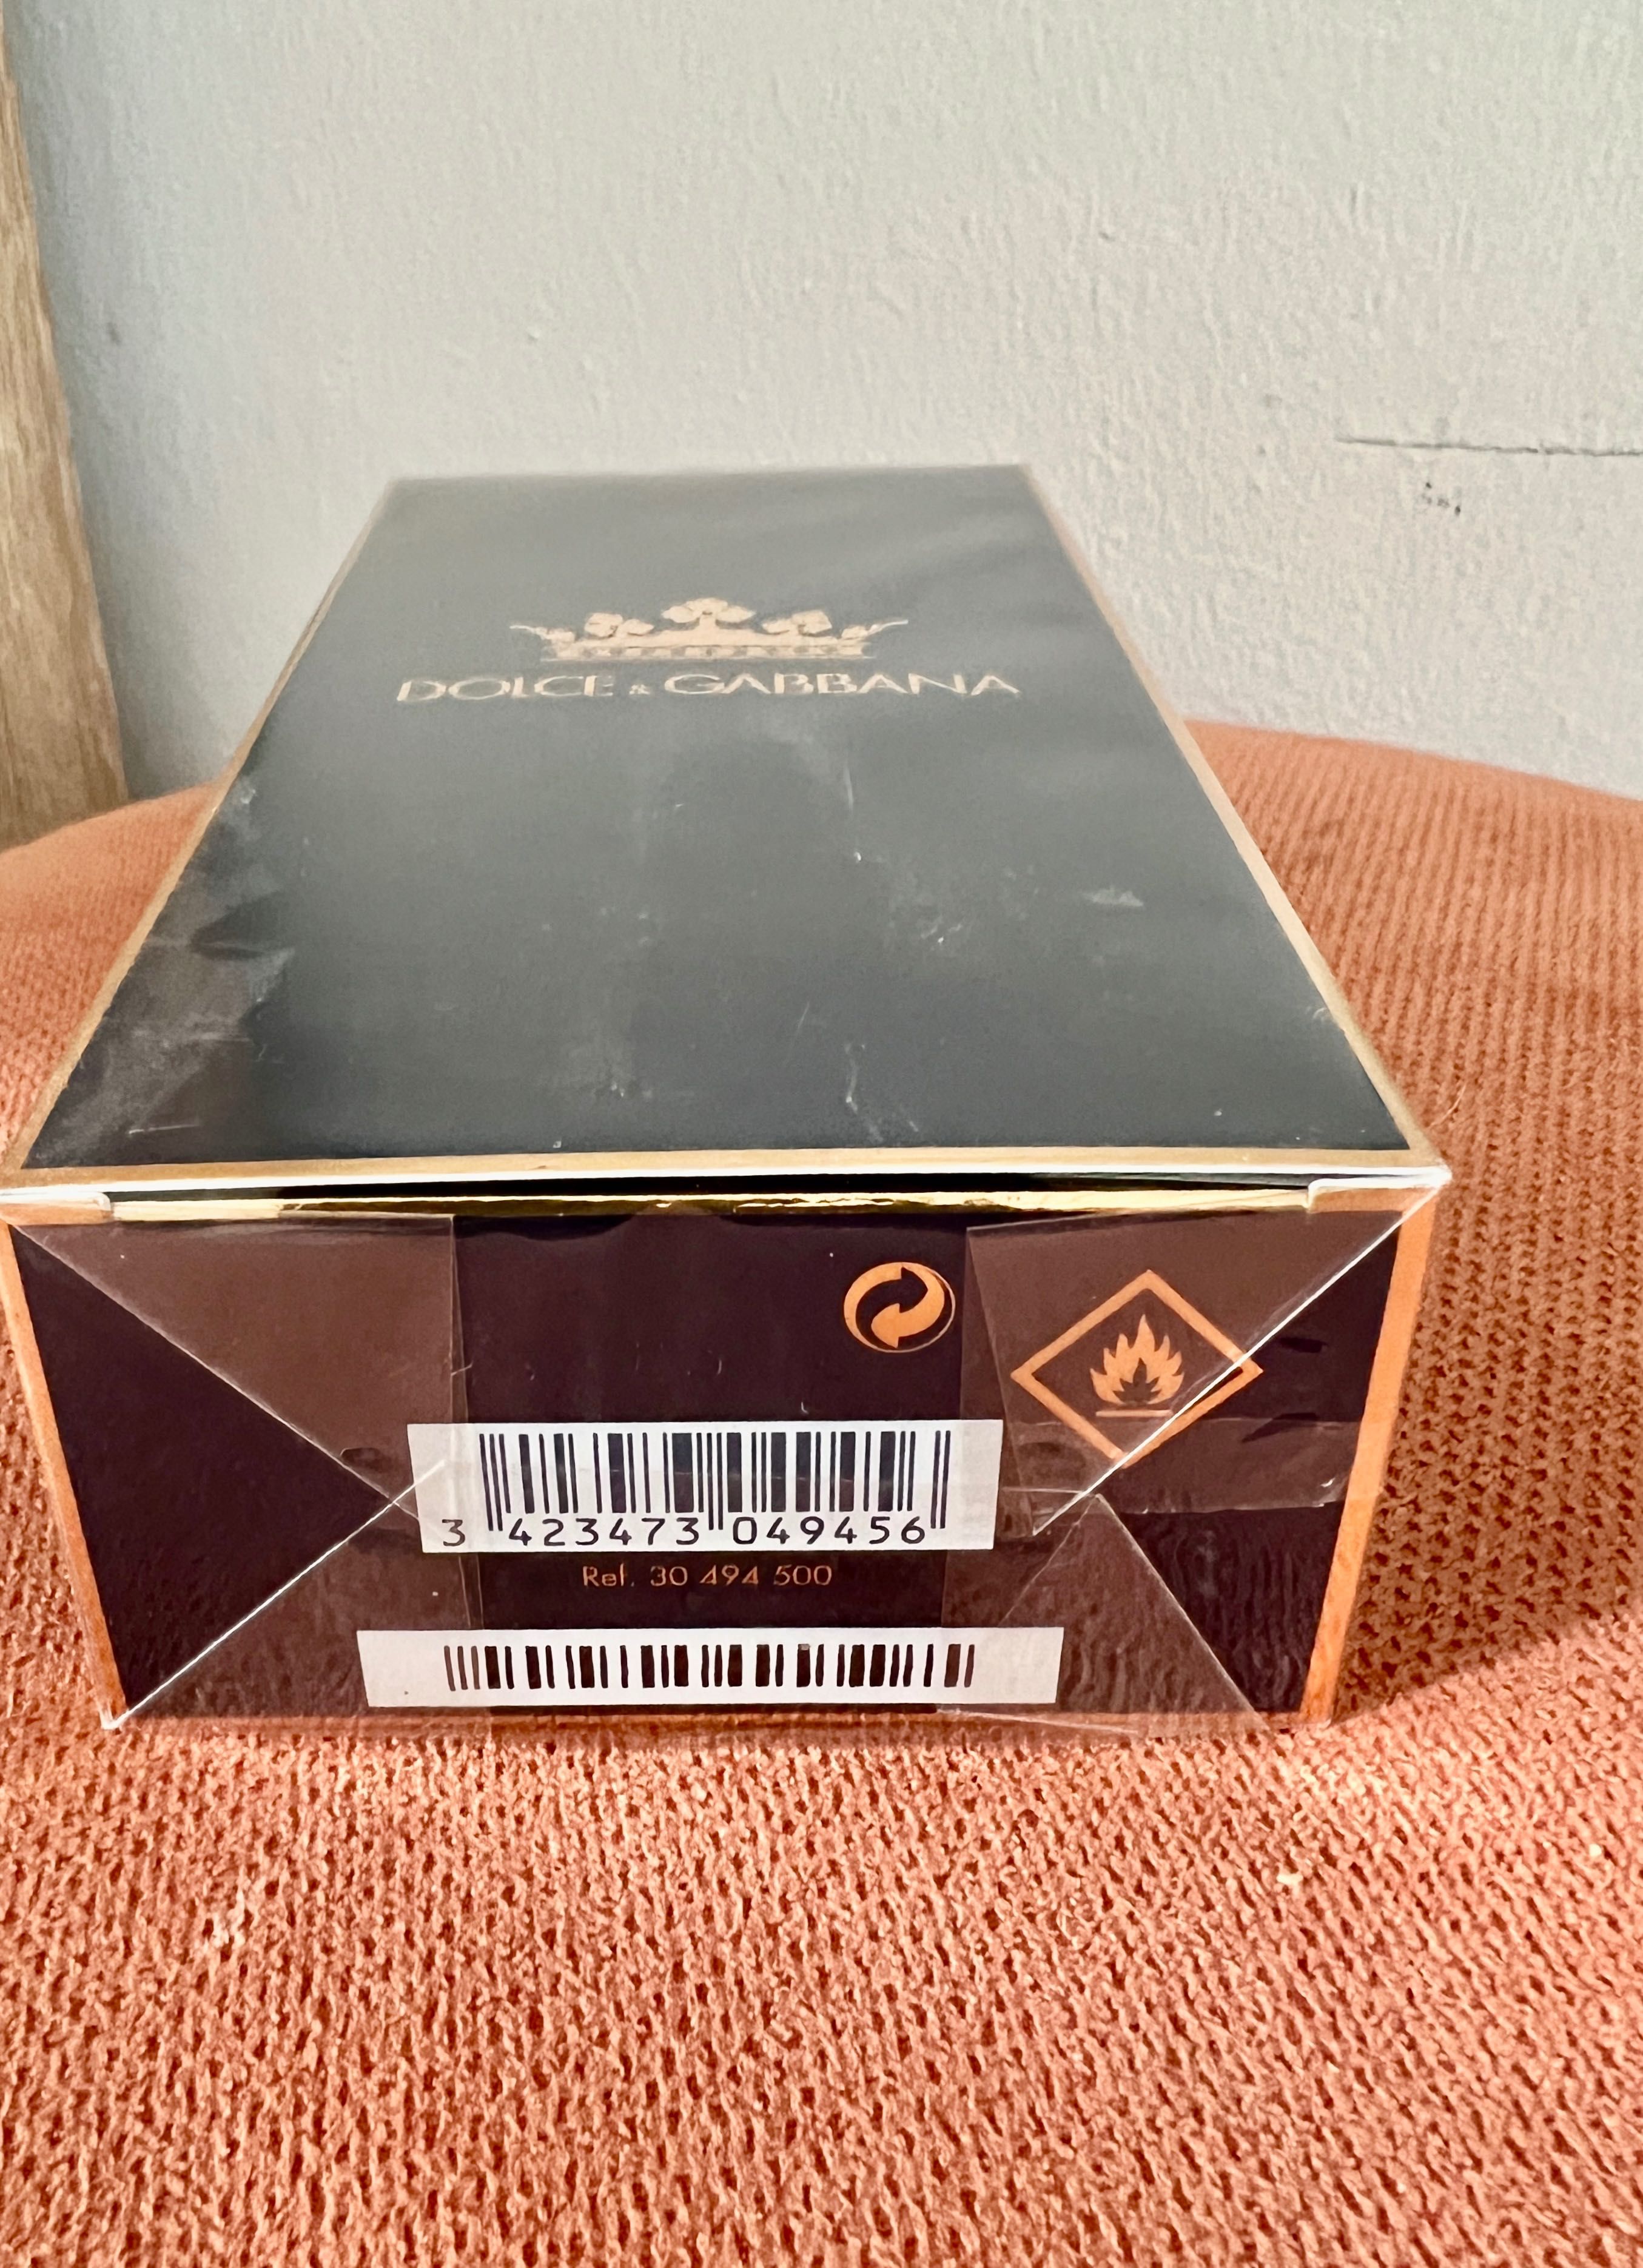 DOLCE & GABBANA
3 423473 049456
Ref. 30 494 500